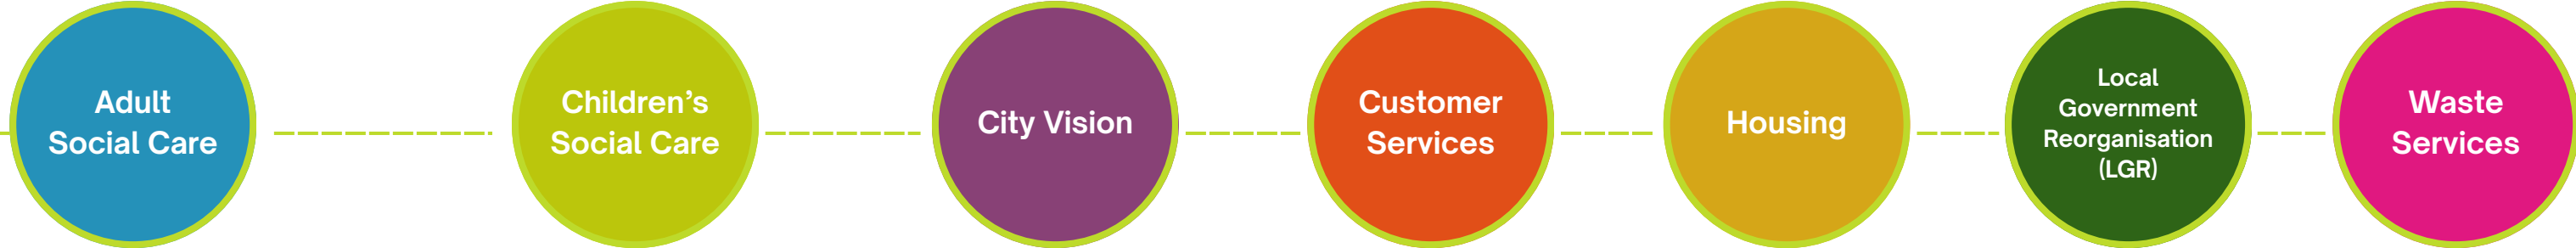 Adult
Social Care
Children’s
Social Care
City Vision
Customer
Services
Housing
Local
Government
Reorganisation
(LGR)
Waste
Services